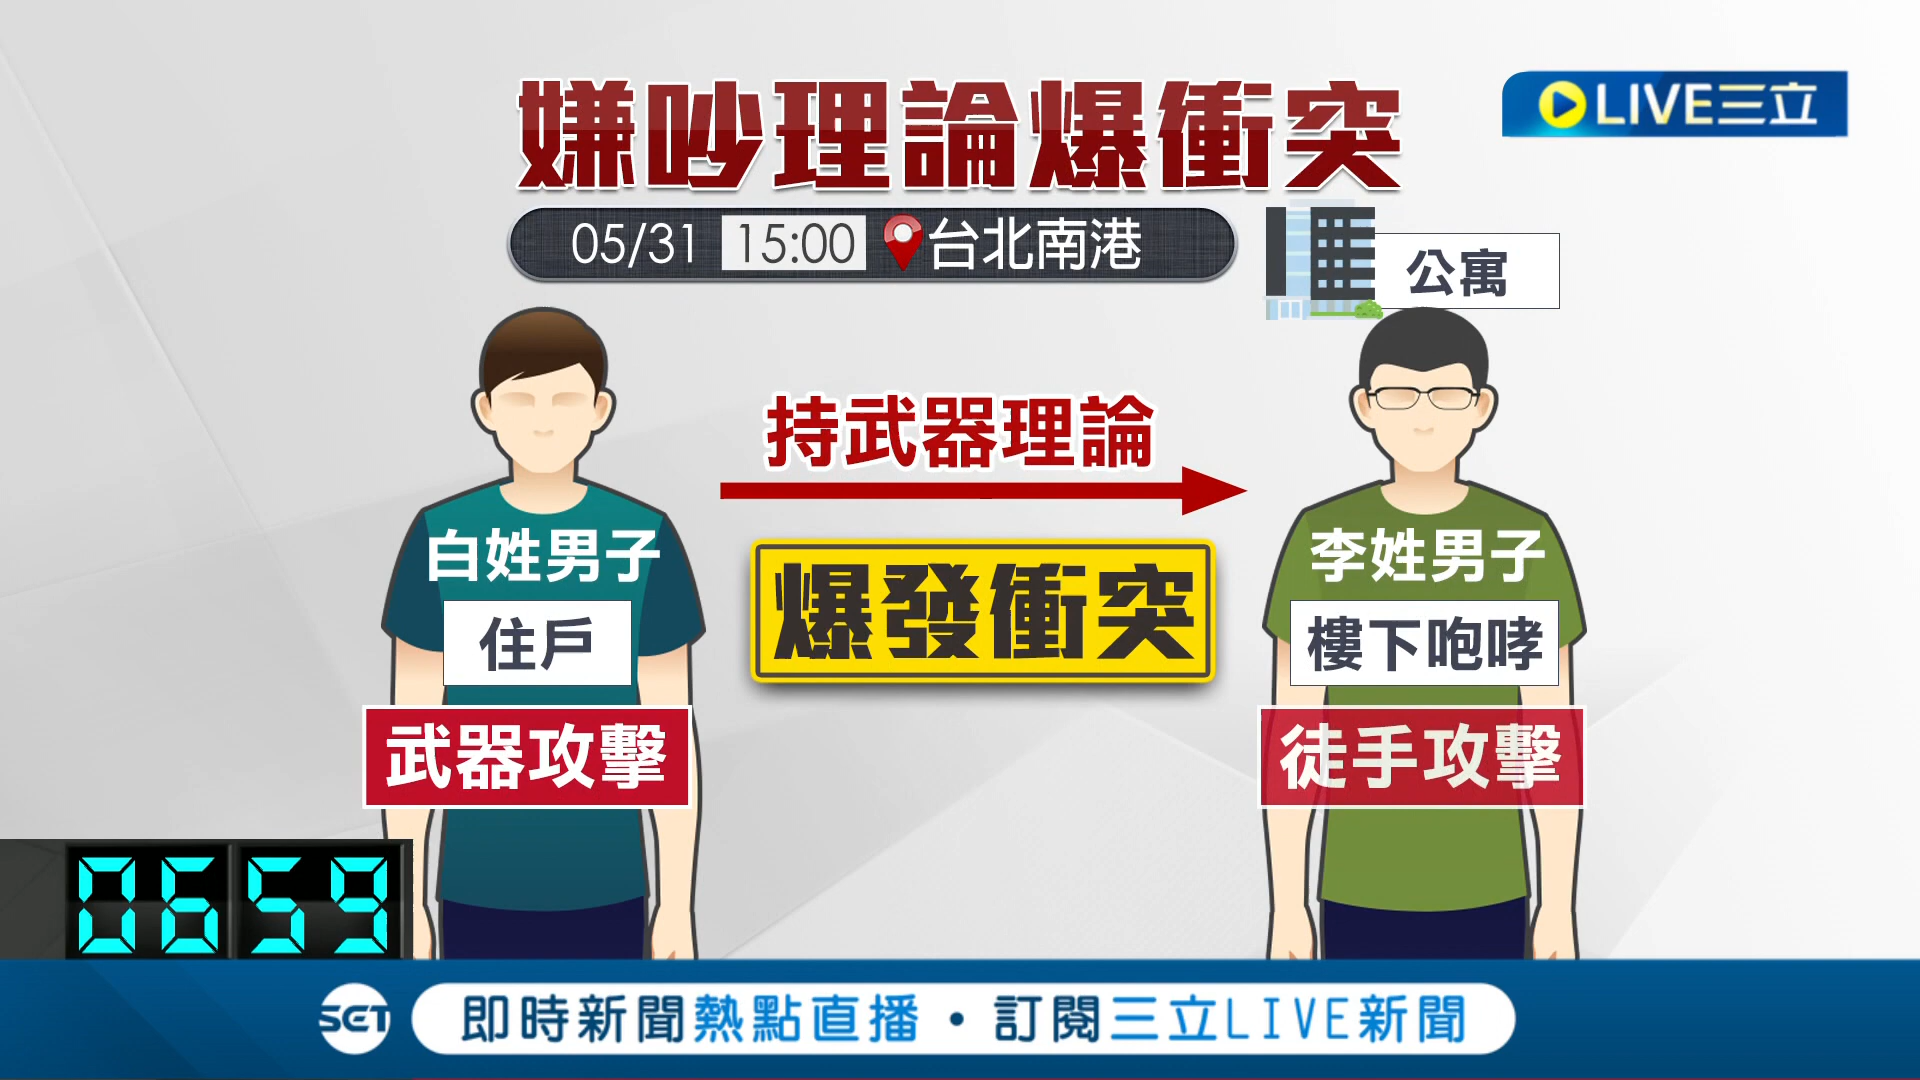 嫌吵理論爆衝突
LIVE三立
05/31 15:00 台北南港
公寓
持武器理論
爆發衝突
白姓男子
住戶
武器攻擊
李姓男子
樓下咆哮
徒手攻擊
0659
SET 即時新聞熱點直播・訂閱三立LIVE新聞